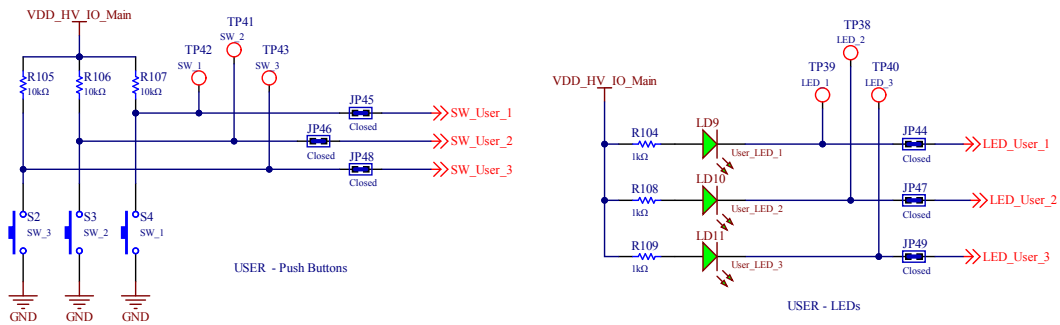 VDD_HV_IO_Main
TP41
SW_2
TP42
SW_1
TP43
SW_3
R105
10kΩ
R106
10kΩ
R107
10kΩ
JP45
Closed
SW_User_1
JP46
Closed
SW_User_2
JP48
Closed
SW_User_3
S2
SW_3
S3
SW_2
S4
SW_1
USER - Push Buttons
GND
GND
GND
TP38
LED_2
TP39
LED_1
TP40
LED_3
VDD_HV_IO_Main
R104
1kΩ
LD9
User_LED_1
JP44
Closed
LED_User_1
R108
1kΩ
LD10
User_LED_2
JP47
Closed
LED_User_2
R109
1kΩ
LD11
User_LED_3
JP49
Closed
LED_User_3
USER - LEDs